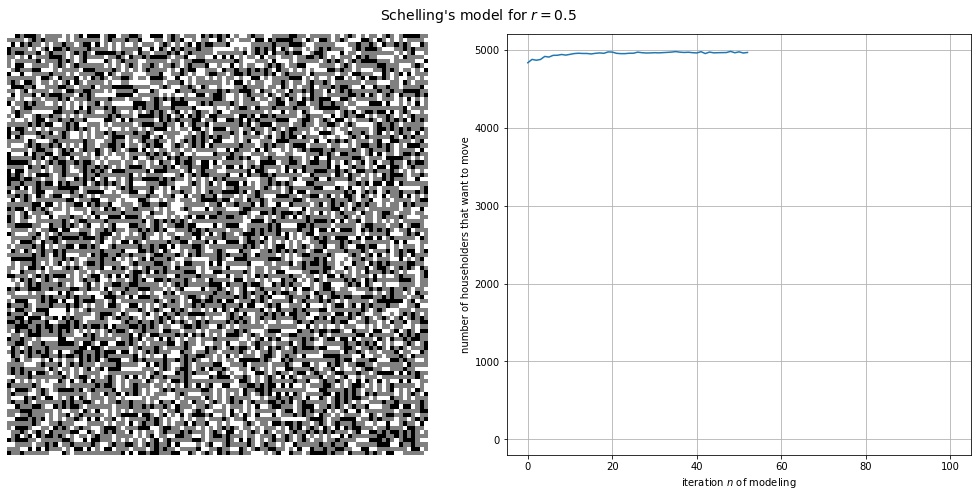 Schelling's model for r = 0.5
5000
4000
3000
2000
1000
0
number of householders that want to move
0 20 40 60 80 100
iteration n of modeling